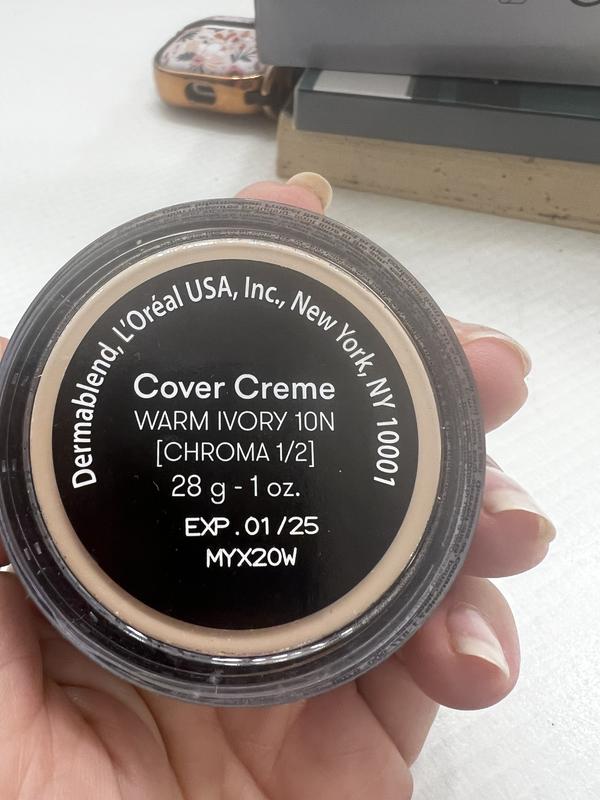 Dermablend, L'Oréal USA, Inc., New York, NY 10001
Cover Creme
WARM IVORY 10N
[CHROMA 1/2]
28 g - 1 oz.
EXP.01/25
MYX20W